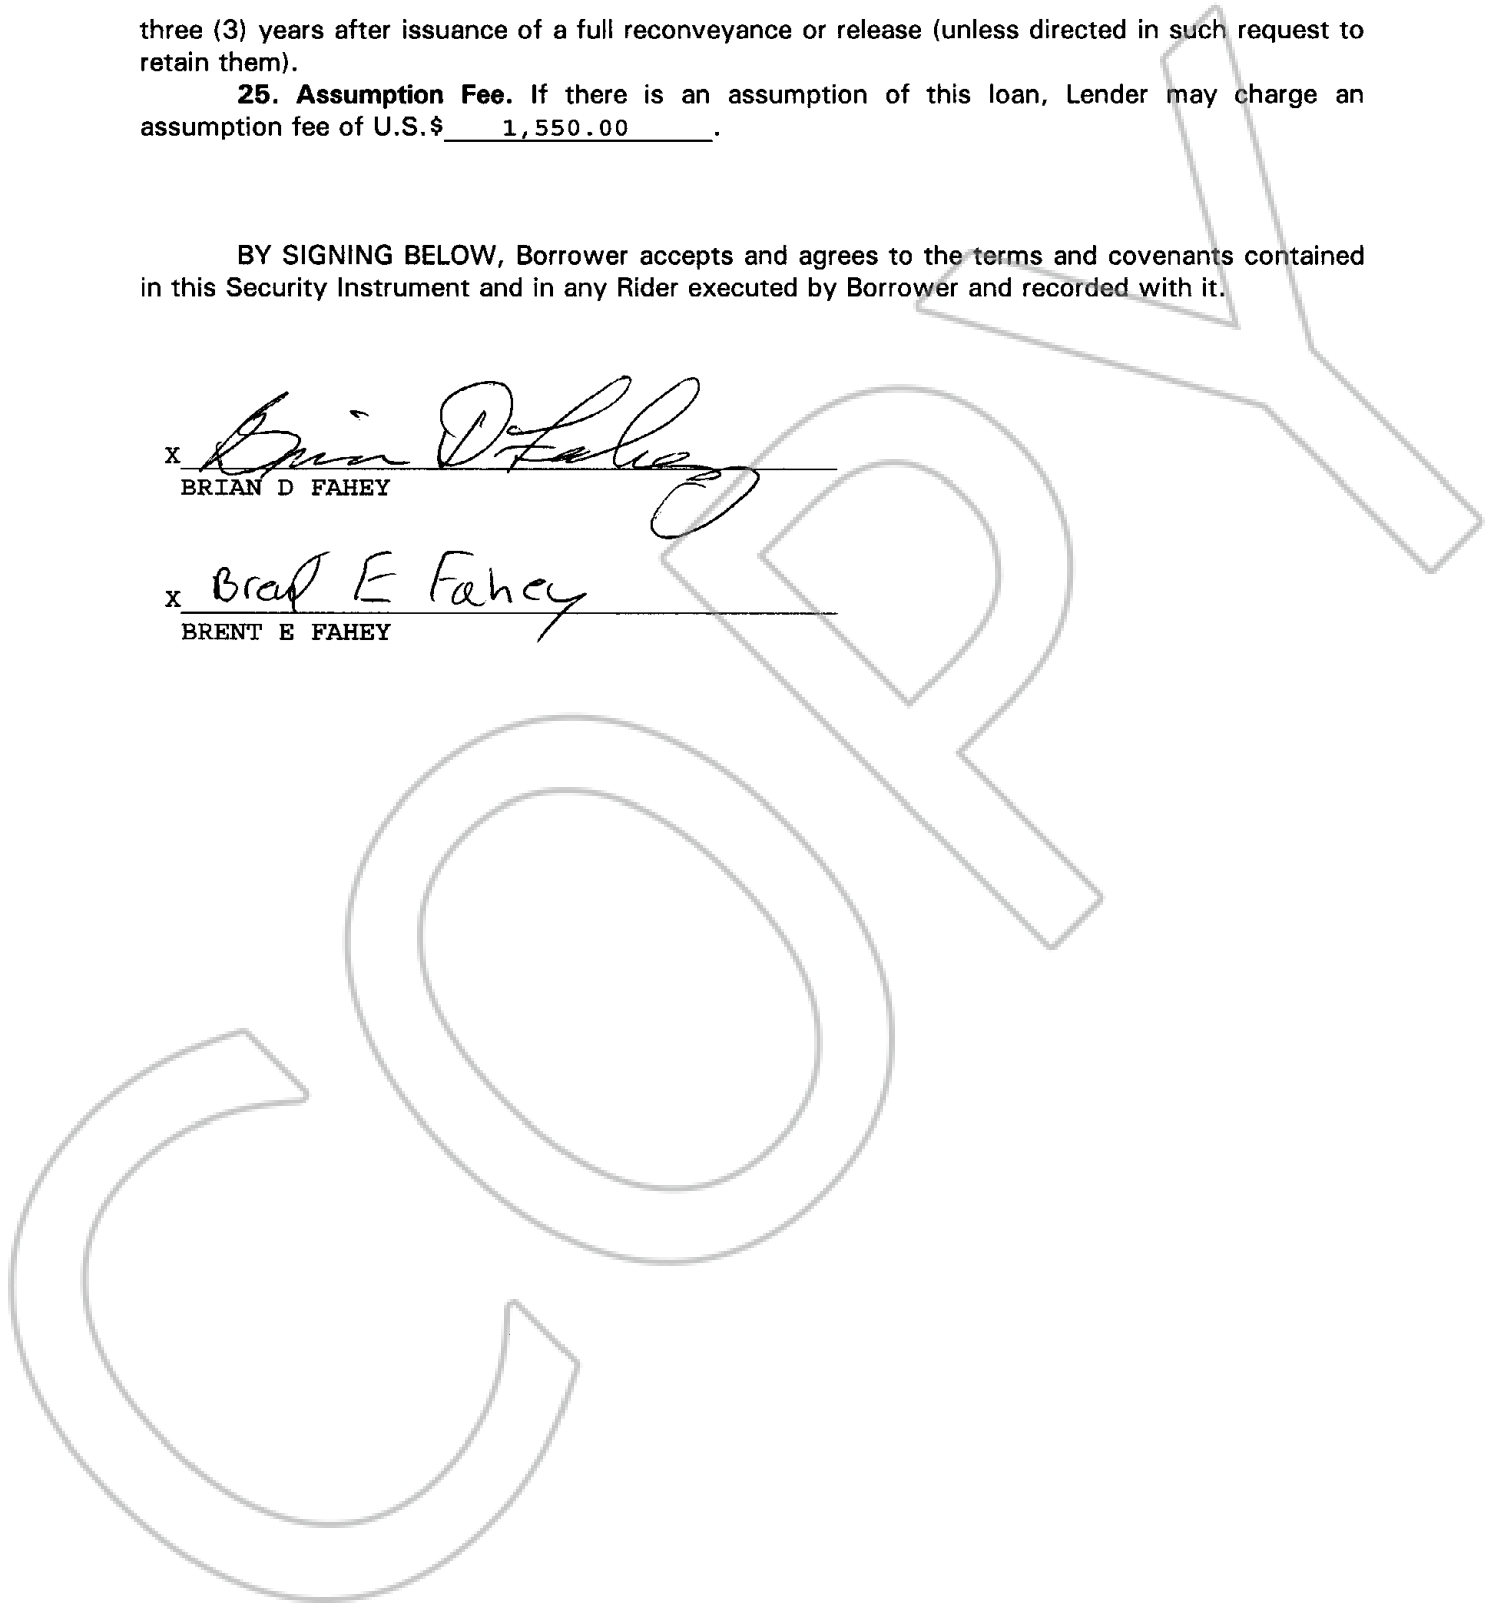 three (3) years after issuance of a full reconveyance or release (unless directed in such request to
retain them).
25. Assumption Fee. If there is an assumption of this loan, Lender may charge an
assumption fee of U.S.$ 1,550.00 .
BY SIGNING BELOW, Borrower accepts and agrees to the terms and covenants contained
in this Security Instrument and in any Rider executed by Borrower and recorded with it.
X Brian D Fahey
BRIAN D FAHEY
X E Fahey
BRENT E FAHEY
COPY